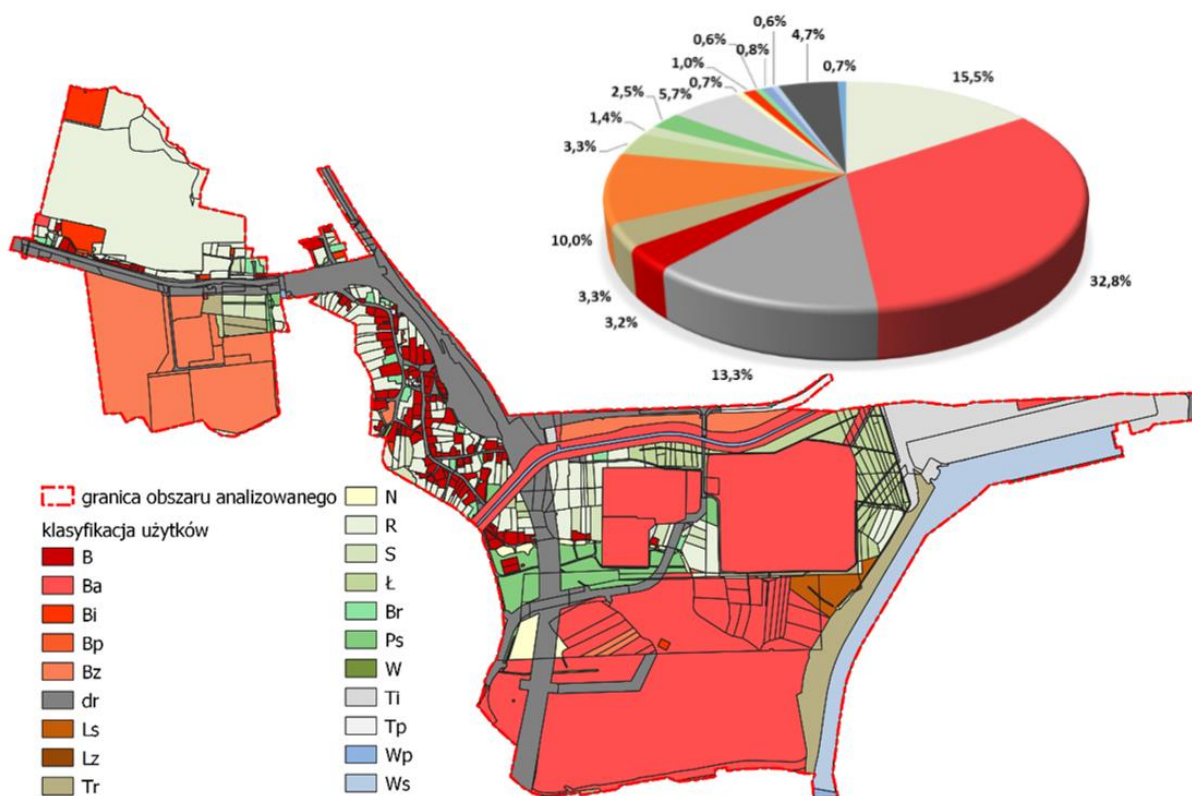 0,6%
0,6%
0,8%
4,7%
1,0%
0,7%
0,7%
15,5%
2,5%
5,7%
1,4%
3,3%
10,0%
32,8%
3,3%
3,2%
13,3%
granica obszaru analizowanego
klasyfikacja użytków
B
Ba
Bi
Bp
Bz
dr
Ls
Lz
Tr
N
R
S
Ł
Br
Ps
W
Ti
Tp
Wp
Ws